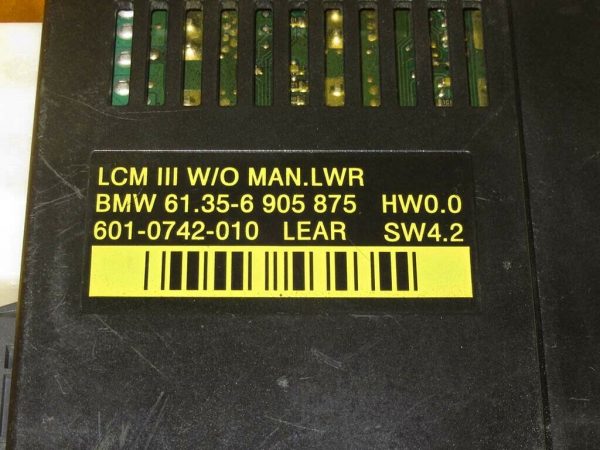 LCM III W/O MAN.LWR
BMW 61.35-6 905 875 HW0.0
601-0742-010 LEAR SW4.2